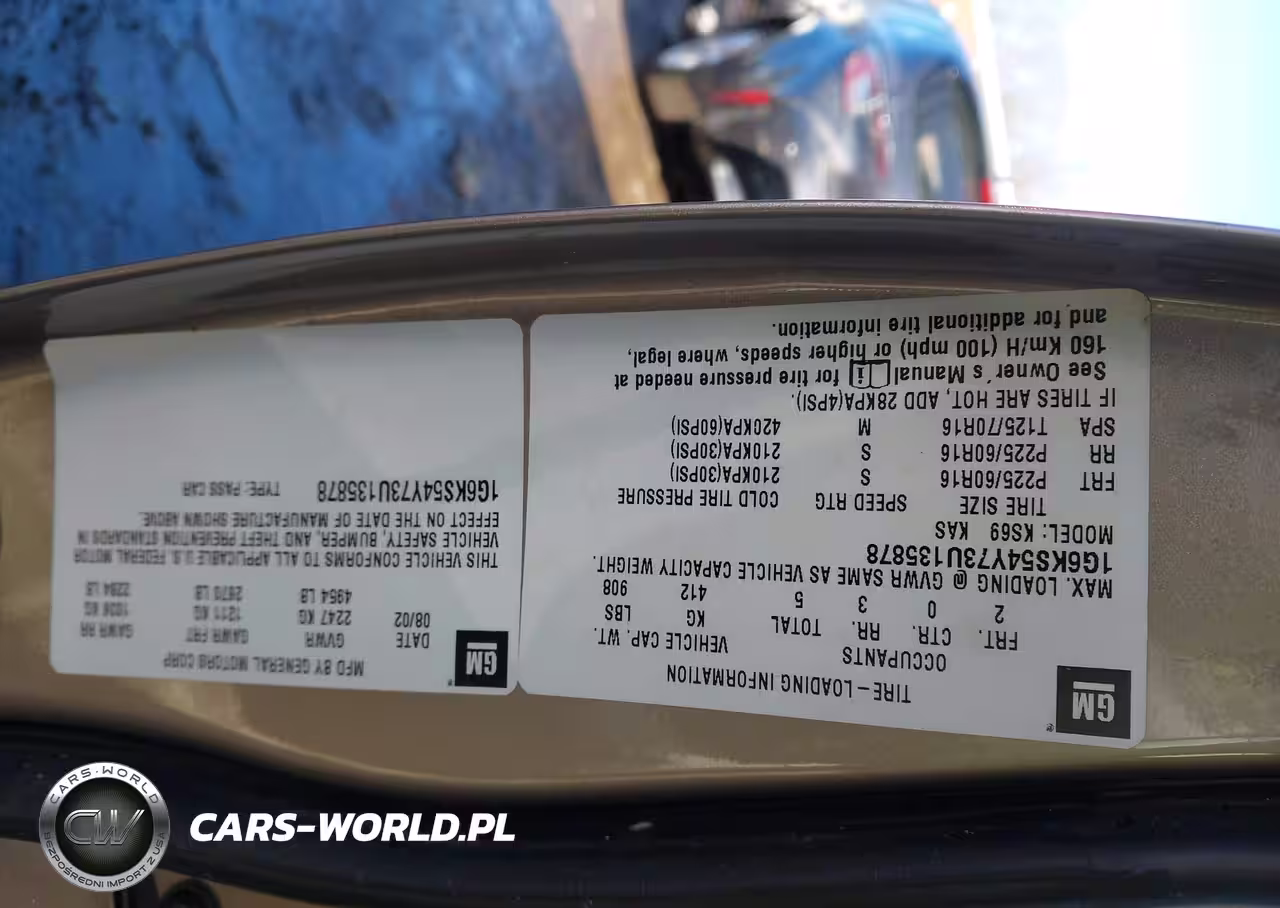 GM
TIRE-LOADING INFORMATION
OCCUPANTS VEHICLE CAP. WT.
FRT. CTR. RR. TOTAL KG LBS
2 0 3 5 412 908
MAX. LOADING @ GVWR SAME AS VEHICLE CAPACITY WEIGHT.
1G6KS54Y73U135878
MODEL: KS69 KAS
TIRE SIZE SPEED RTG COLD TIRE PRESSURE
FRT P225/60R16 S 210KPA(30PSI)
RR P225/60R16 S 210KPA(30PSI)
SPA T125/70R16 M 420KPA(60PSI)
IF TIRES ARE HOT, ADD 28KPA(4PSI).
See Owner's Manual for tire pressure needed at
160 Km/H (100 mph) or higher speeds, where legal,
and for additional tire information.
GM
MFD BY GENERAL MOTORS CORP
DATE GVWR GAWR FRT GAWR RR
08/02 2247 KG 1211 KG 1036 KG
4954 LB 2670 LB 2284 LB
THIS VEHICLE CONFORMS TO ALL APPLICABLE U.S. FEDERAL MOTOR
VEHICLE SAFETY, BUMPER, AND THEFT PREVENTION STANDARDS IN
EFFECT ON THE DATE OF MANUFACTURE SHOWN ABOVE.
1G6KS54Y73U135878 TYPE: PASS CAR
CARS-WORLD
CW
BEZPOŚREDNI IMPORT Z USA
CARS-WORLD.PL